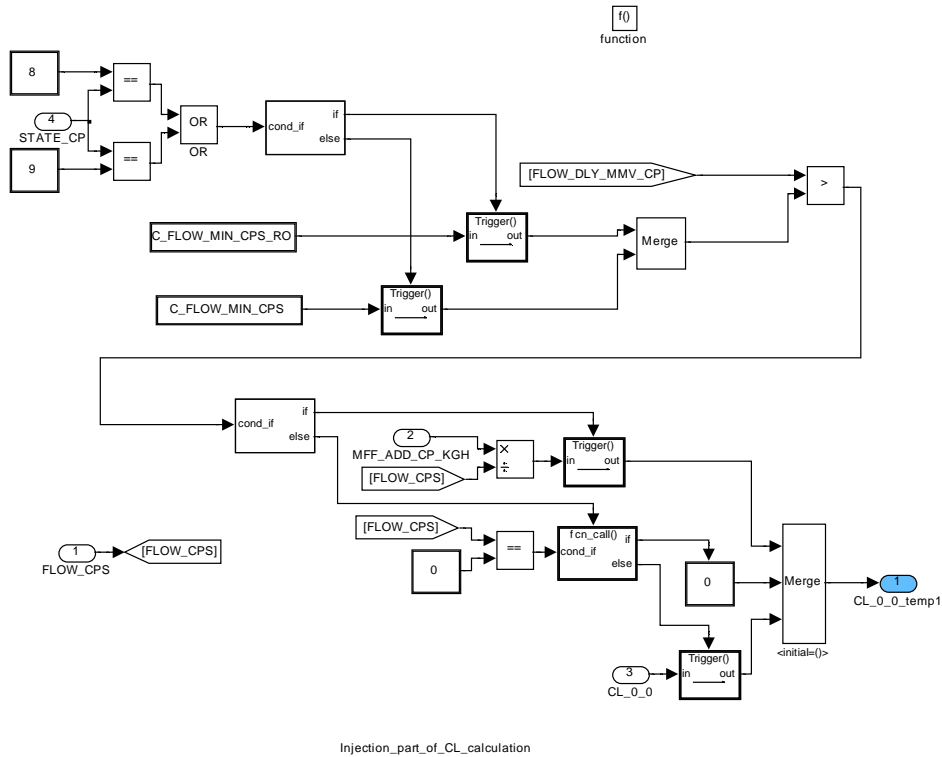 f()
function
8
==
4
STATE_CP
OR
OR
cond_if
if
else
9
==
[FLOW_DLY_MMV_CP]
>
C_FLOW_MIN_CPS_RO
Trigger()
in
out
Merge
C_FLOW_MIN_CPS
Trigger()
in
out
cond_if
if
else
2
MFF_ADD_CP_KGH
×
÷
[FLOW_CPS]
Trigger()
in
out
[FLOW_CPS]
0
==
fcn_call()
cond_if
if
else
1
FLOW_CPS
[FLOW_CPS]
0
Merge
<initial=()>
1
CL_0_0_temp1
3
CL_0_0
Trigger()
in
out
Injection_part_of_CL_calculation